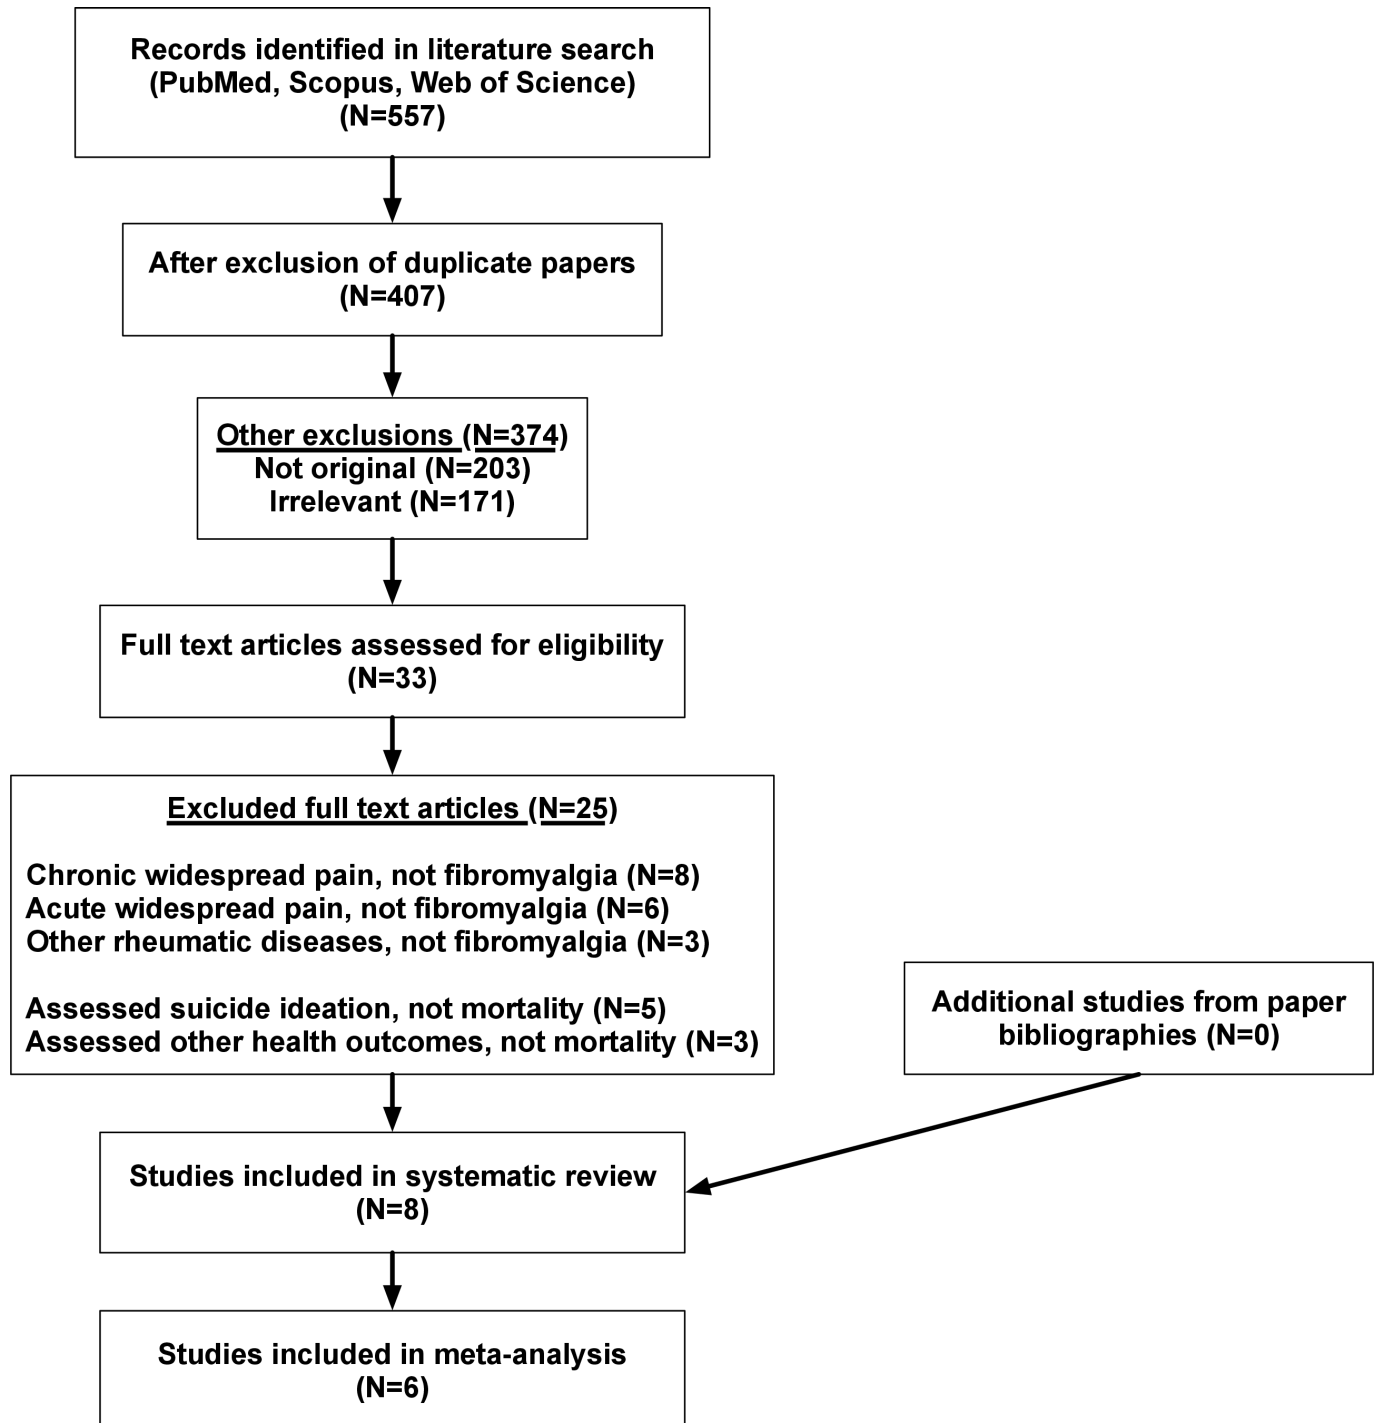 Records identified in literature search
(PubMed, Scopus, Web of Science)
(N=557)
After exclusion of duplicate papers
(N=407)
Other exclusions (N=374)
Not original (N=203)
Irrelevant (N=171)
Full text articles assessed for eligibility
(N=33)
Excluded full text articles (N=25)
Chronic widespread pain, not fibromyalgia (N=8)
Acute widespread pain, not fibromyalgia (N=6)
Other rheumatic diseases, not fibromyalgia (N=3)
Assessed suicide ideation, not mortality (N=5)
Assessed other health outcomes, not mortality (N=3)
Additional studies from paper
bibliographies (N=0)
Studies included in systematic review
(N=8)
Studies included in meta-analysis
(N=6)